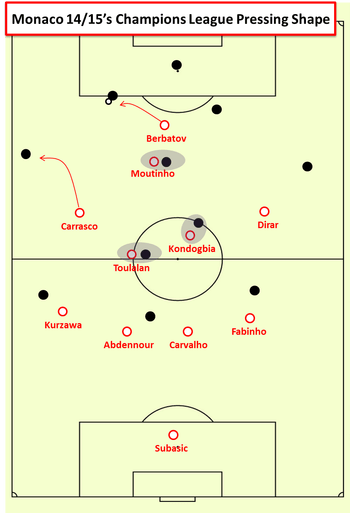 Monaco 14/15's Champions League Pressing Shape
Berbatov
Moutinho
Carrasco
Dirar
Kondogbia
Toulalan
Kurzawa
Fabinho
Abdennour
Carvalho
Subasic